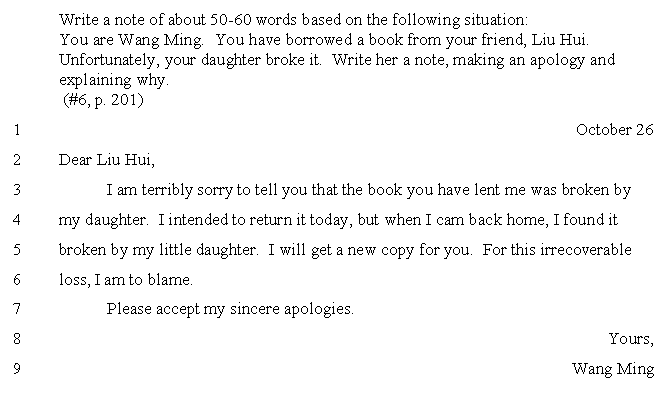 Write a note of about 50-60 words based on the following situation:
You are Wang Ming.  You have borrowed a book from your friend, Liu Hui.
Unfortunately, your daughter broke it.  Write her a note, making an apology and
explaining why.
(#6, p. 201)
1 October 26
2 Dear Liu Hui,
3 I am terribly sorry to tell you that the book you have lent me was broken by
4 my daughter.  I intended to return it today, but when I cam back home, I found it
5 broken by my little daughter.  I will get a new copy for you.  For this irrecoverable
6 loss, I am to blame.
7 Please accept my sincere apologies.
8 Yours,
9 Wang Ming